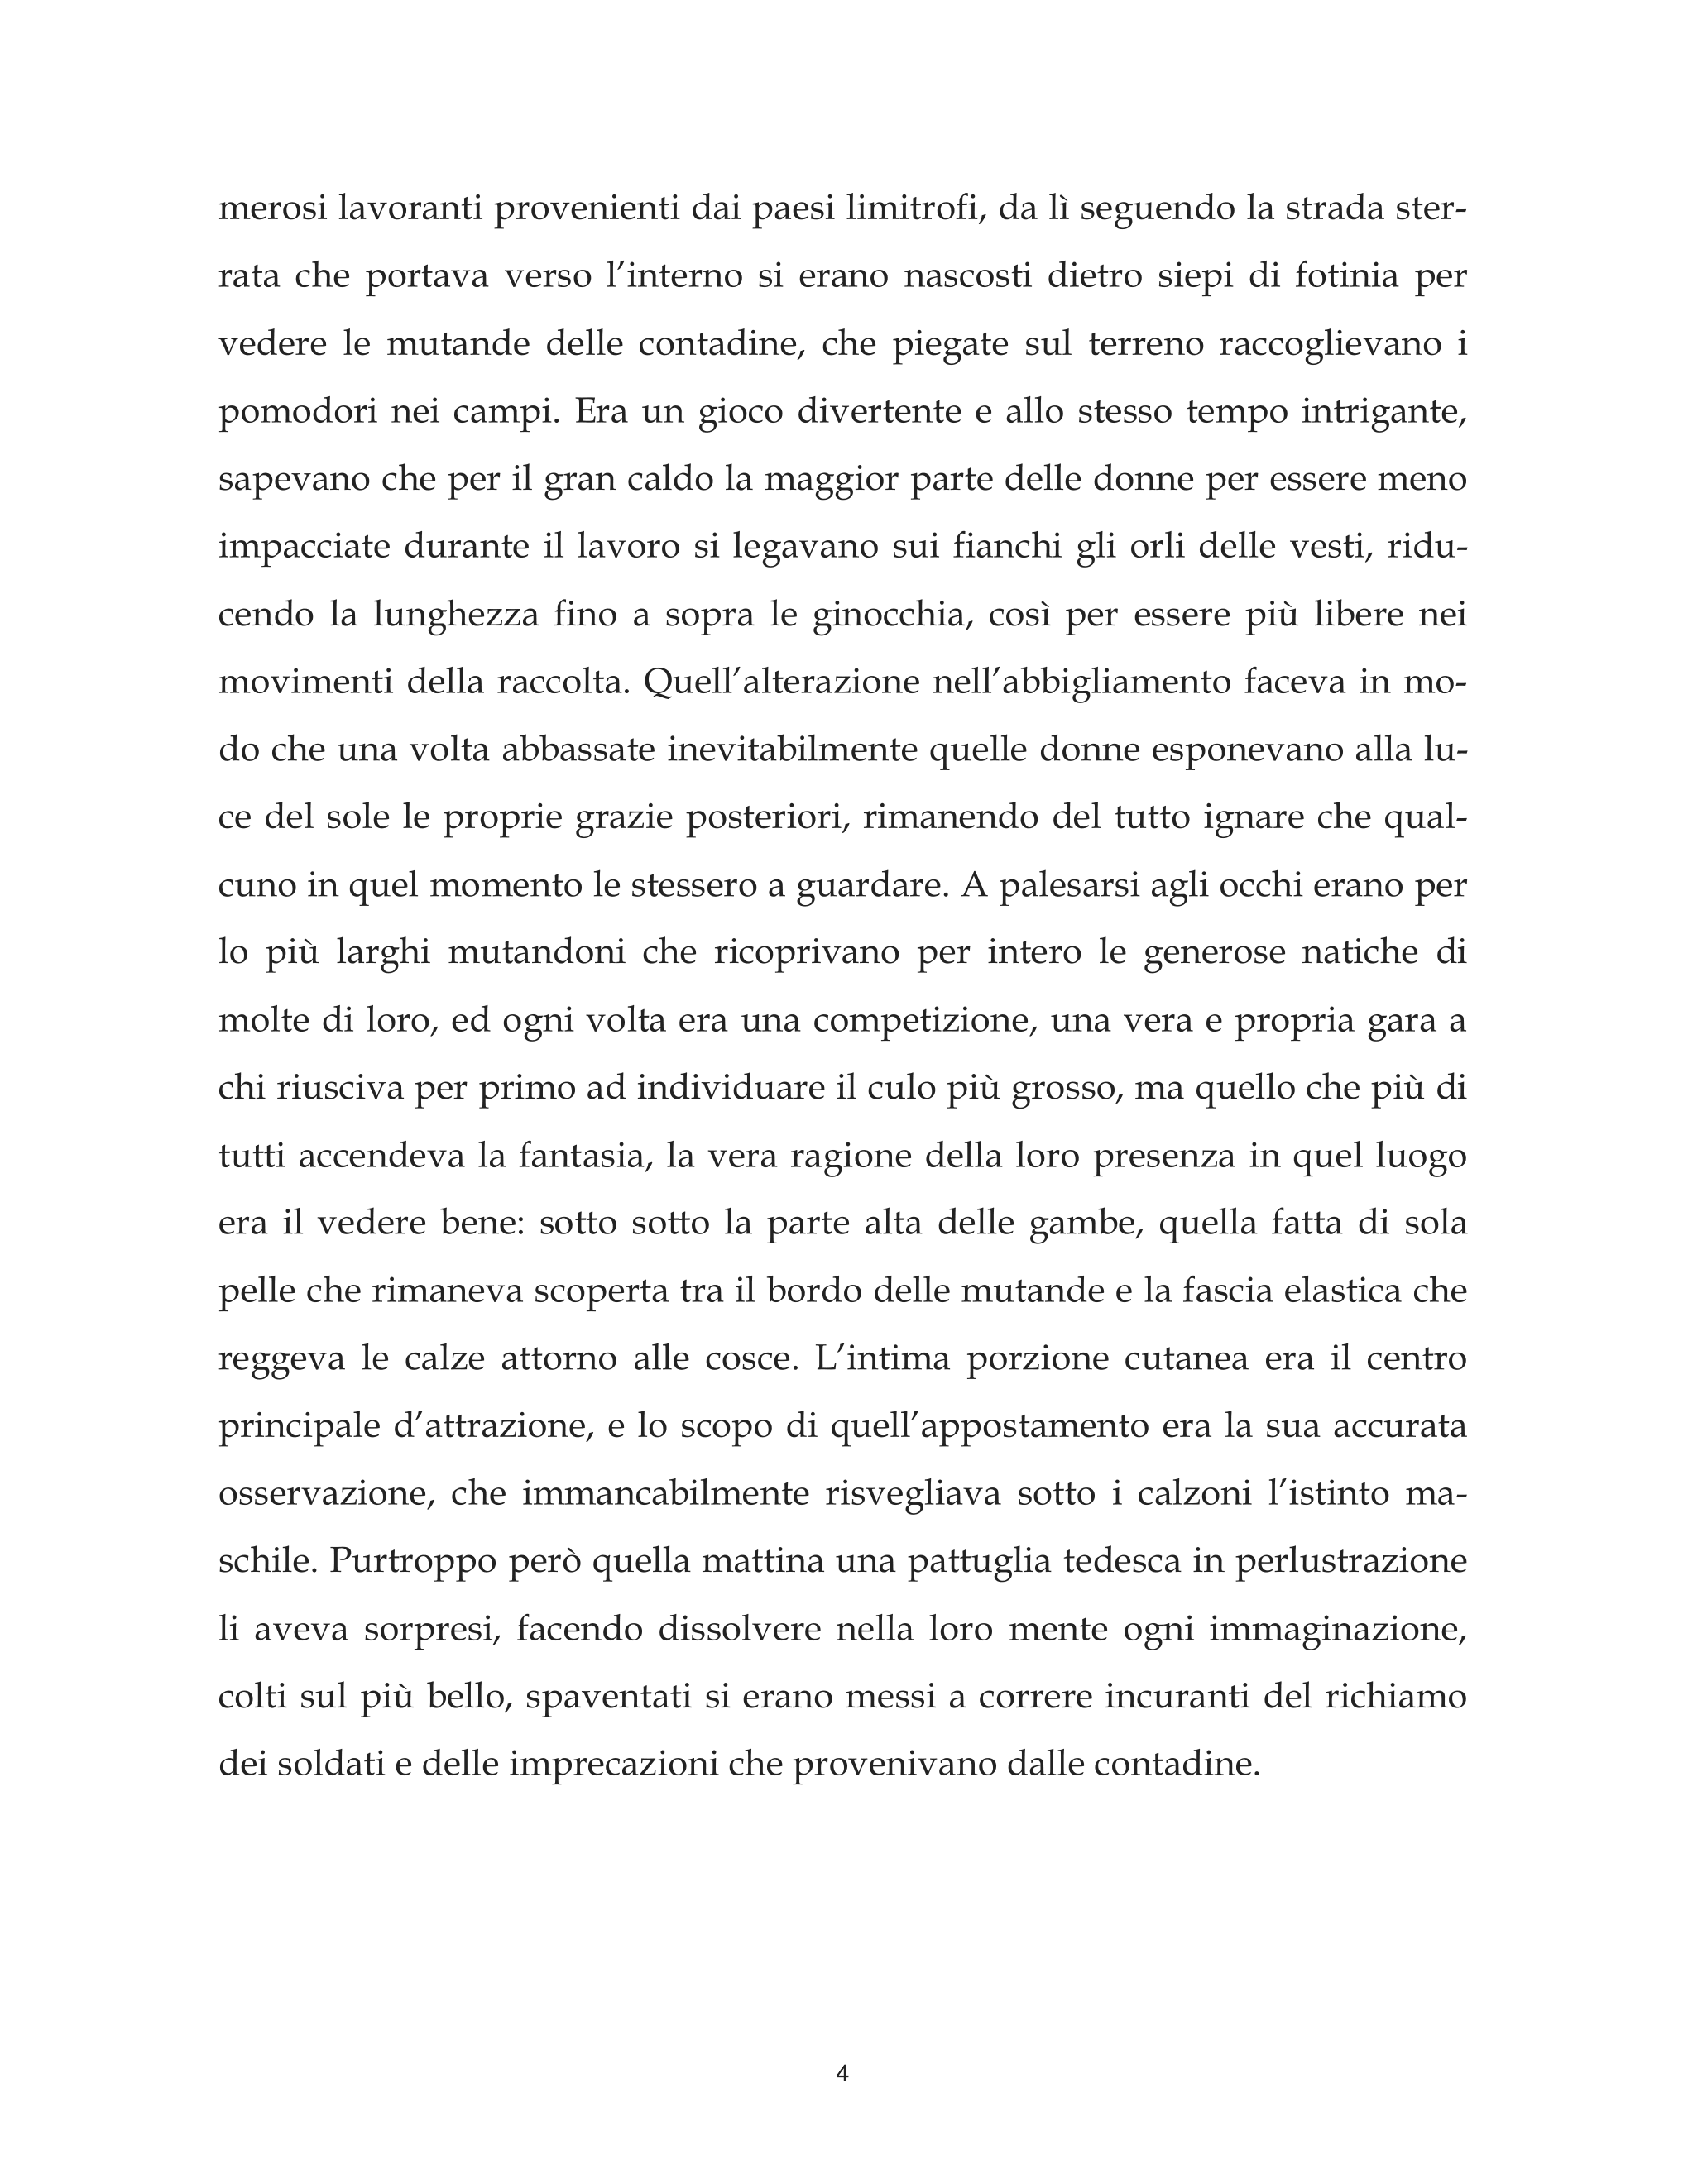 merosi lavoranti provenienti dai paesi limitrofi, da lì seguendo la strada ster-
rata che portava verso l’interno si erano nascosti dietro siepi di fotinia per
vedere le mutande delle contadine, che piegate sul terreno raccoglievano i
pomodori nei campi. Era un gioco divertente e allo stesso tempo intrigante,
sapevano che per il gran caldo la maggior parte delle donne per essere meno
impacciate durante il lavoro si legavano sui fianchi gli orli delle vesti, ridu-
cendo la lunghezza fino a sopra le ginocchia, così per essere più libere nei
movimenti della raccolta. Quell’alterazione nell’abbigliamento faceva in mo-
do che una volta abbassate inevitabilmente quelle donne esponevano alla lu-
ce del sole le proprie grazie posteriori, rimanendo del tutto ignare che qual-
cuno in quel momento le stessero a guardare. A palesarsi agli occhi erano per
lo più larghi mutandoni che ricoprivano per intero le generose natiche di
molte di loro, ed ogni volta era una competizione, una vera e propria gara a
chi riusciva per primo ad individuare il culo più grosso, ma quello che più di
tutti accendeva la fantasia, la vera ragione della loro presenza in quel luogo
era il vedere bene: sotto sotto la parte alta delle gambe, quella fatta di sola
pelle che rimaneva scoperta tra il bordo delle mutande e la fascia elastica che
reggeva le calze attorno alle cosce. L’intima porzione cutanea era il centro
principale d’attrazione, e lo scopo di quell’appostamento era la sua accurata
osservazione, che immancabilmente risvegliava sotto i calzoni l’istinto ma-
schile. Purtroppo però quella mattina una pattuglia tedesca in perlustrazione
li aveva sorpresi, facendo dissolvere nella loro mente ogni immaginazione,
colti sul più bello, spaventati si erano messi a correre incuranti del richiamo
dei soldati e delle imprecazioni che provenivano dalle contadine.
4